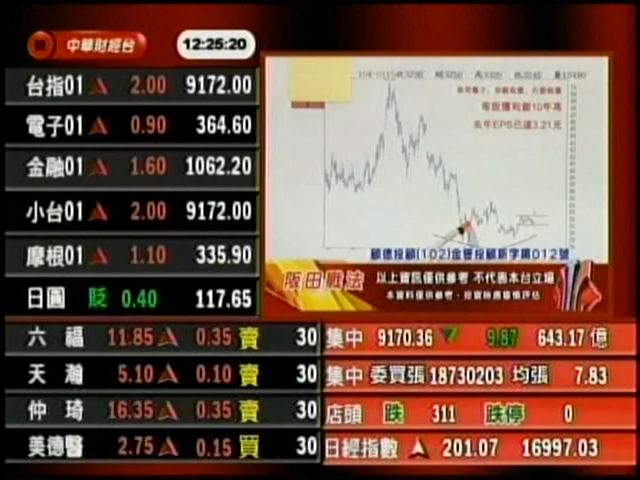 中華財經台 12:25:20
台指01 2.00 9172.00
電子01 0.90 364.60
金融01 1.60 1062.20
小台01 2.00 9172.00
摩根01 1.10 335.90
日圓 貶 0.40 117.65
每股獲利創10年高
去年EPS已達3.21元
顧德投顧(102)金管投顧新字第012號
阪田戰法
以上資訊僅供參考 不代表本台立場
本資料僅供參考,投資時應審慎評估
六福 11.85 0.35 賣 30
天瀚 5.10 0.10 賣 30
仲琦 16.35 0.35 賣 30
美德醫 2.75 0.15 買 30
集中 9170.36 9.87 643.17 億
集中 委買張 18730203 均張 7.83
店頭 跌 311 跌停 0
日經指數 201.07 16997.03